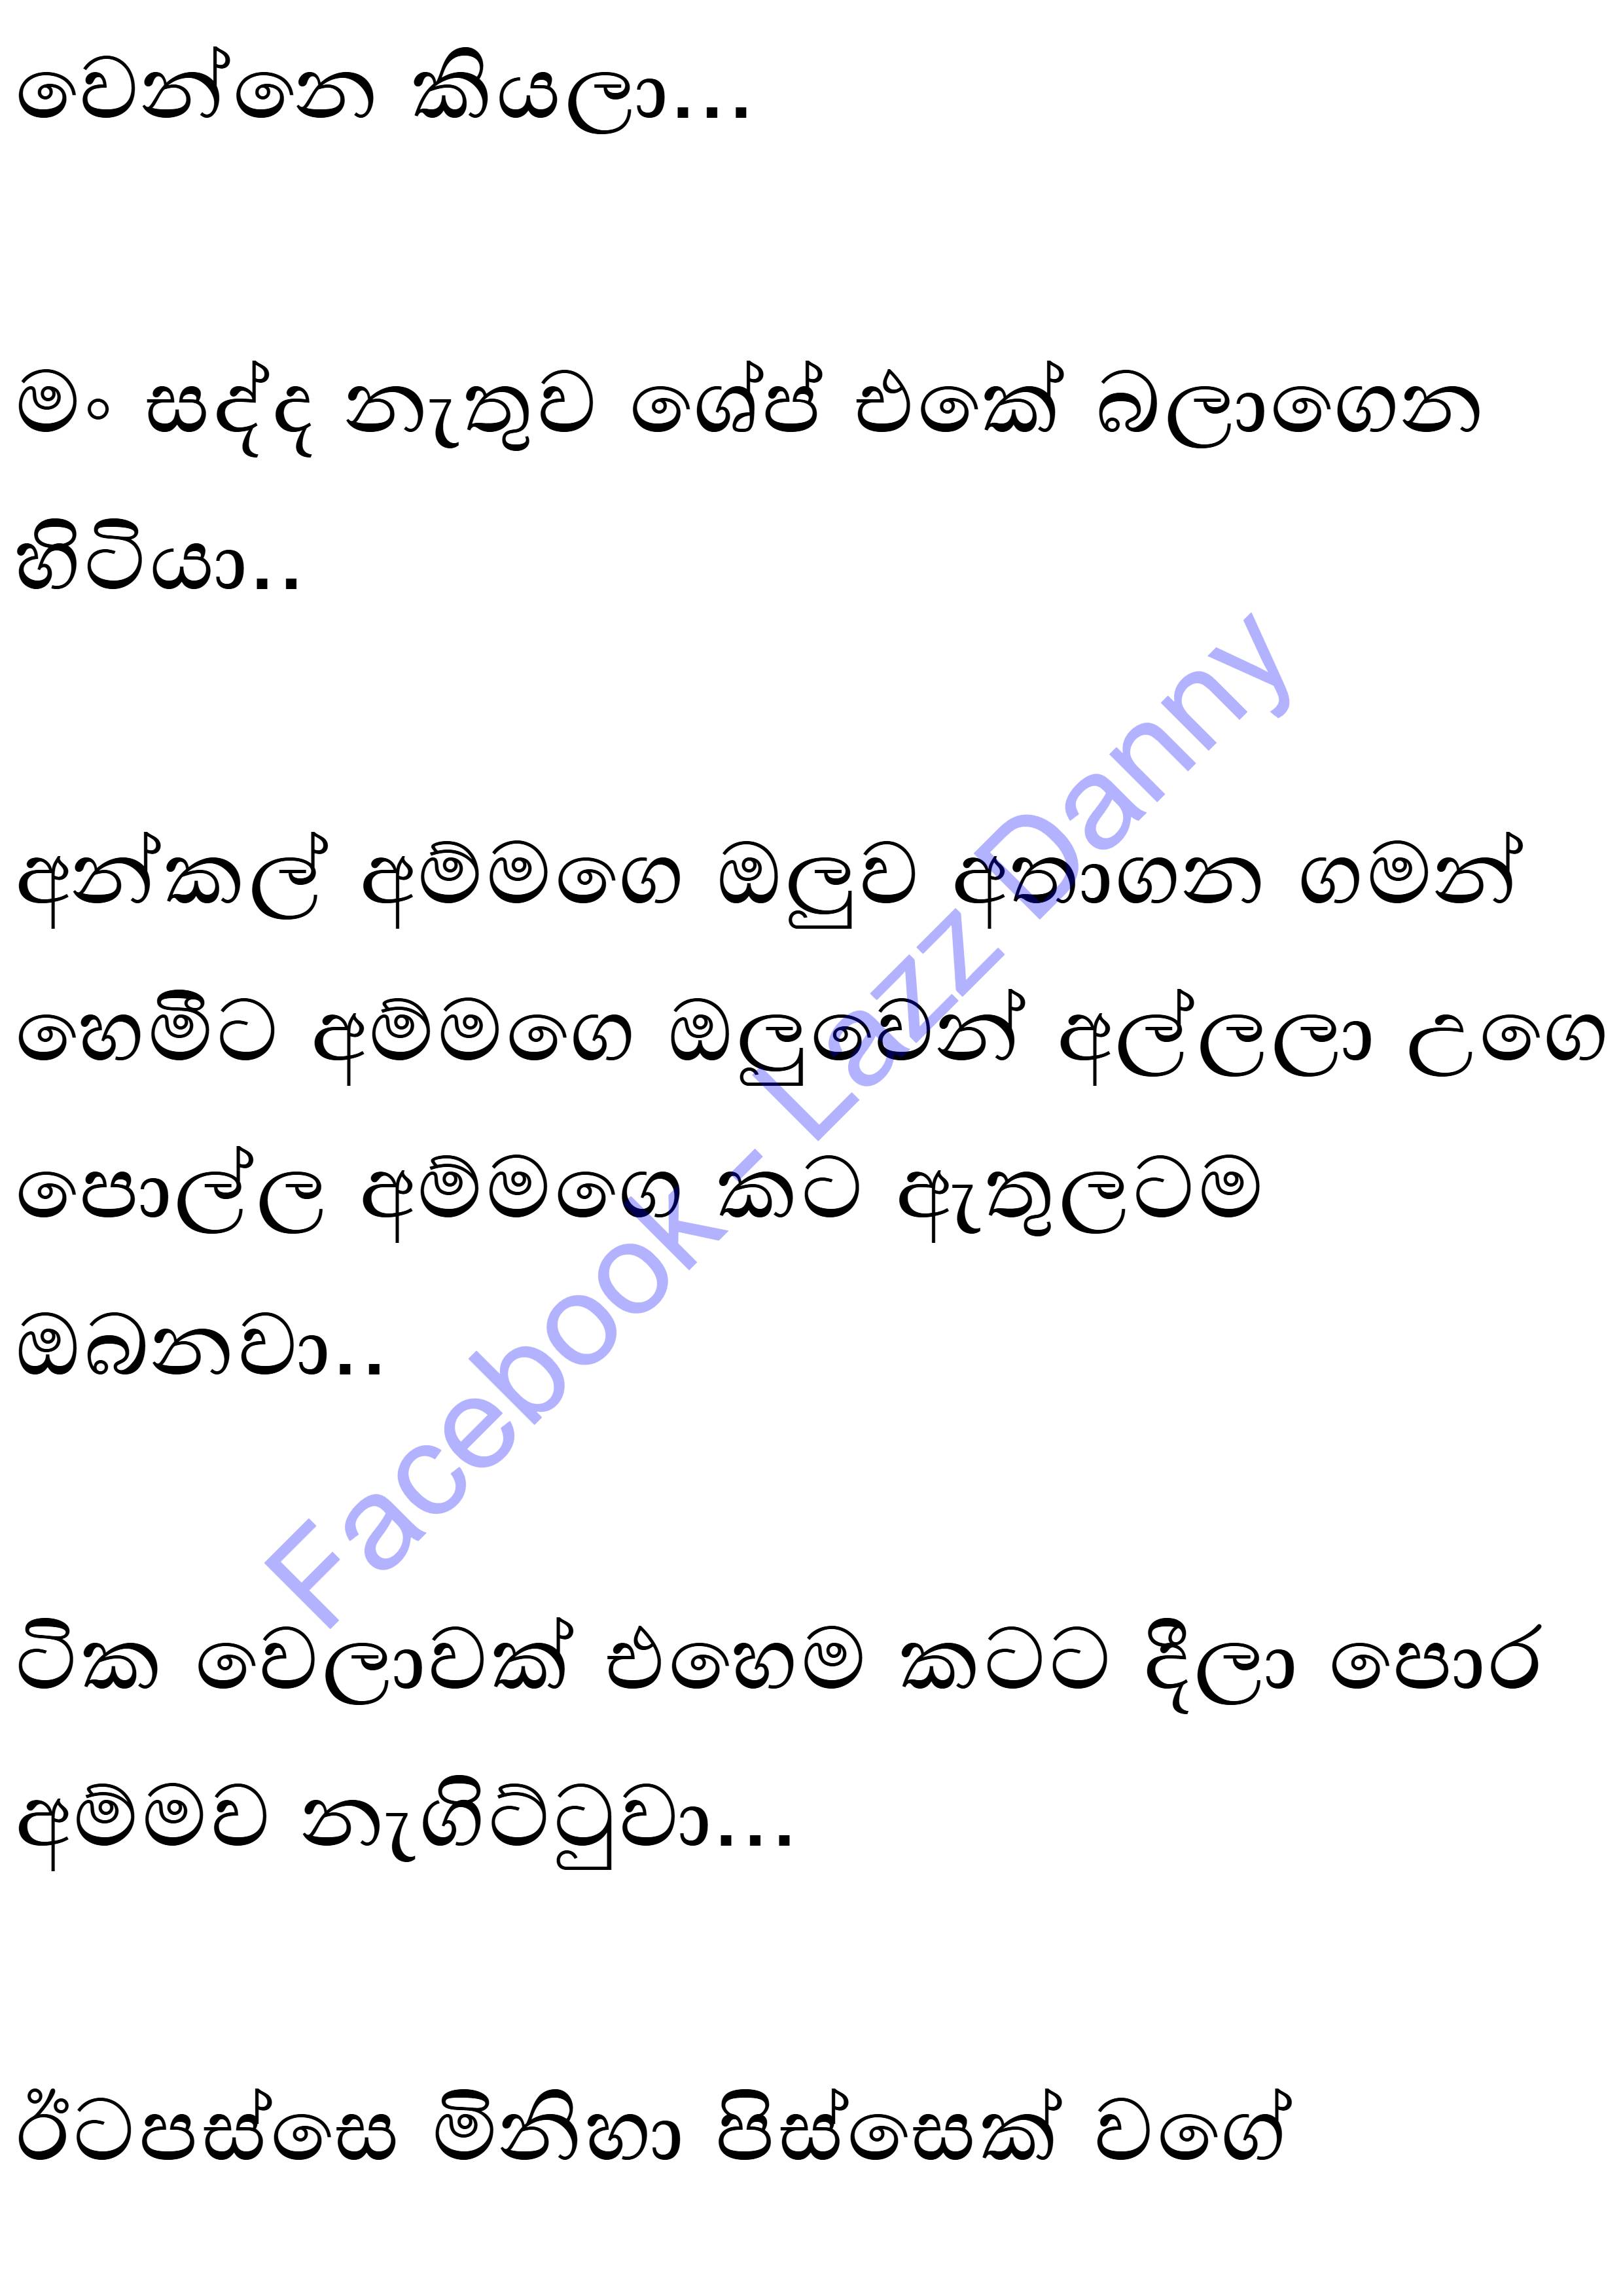 වෙන්නෙ කියලා...
මං සද්ද නැතුව ශේප් එකේ බලාගෙන
හිටියා..
අන්කල් අම්මගෙ ඔලුව අතාගන ගමන්
හෙමීට අම්මගෙ ඔලුවෙන් අල්ලලා උගෙ
පොල්ල අම්මගෙ කට ඇතුලටම
ඔබනවා..
ටික වෙලාවක් එහෙම කටට දීලා පොර
අම්මව නැගිට්ටුවා...
ඊටපස්සෙ මිනිහා පිස්සෙක් වගේ
Facebook - Lazz Danny